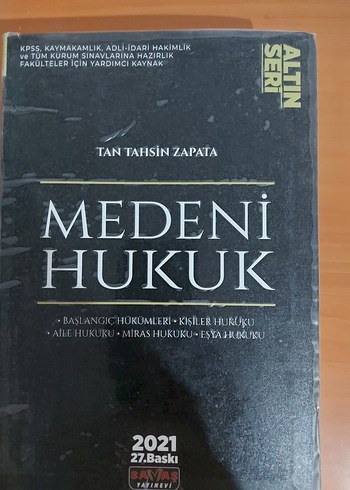 KPSS, KAYMAKAMLIK, ADLİ-İDARİ HAKİMLİK
ve TÜM KURUM SINAVLARINA HAZIRLIK
FAKÜLTELER İÇİN YARDIMCI KAYNAK
ALTIN
SERİ
TAN TAHSİN ZAPATA
MEDENİ
HUKUK
• BAŞLANGIÇ HÜKÜMLERİ • KİŞİLER HUKUKU
• AİLE HUKUKU • MİRAS HUKUKU • EŞYA HUKUKU
2021
27.Baskı
SAVAŞ
YAYINEVİ